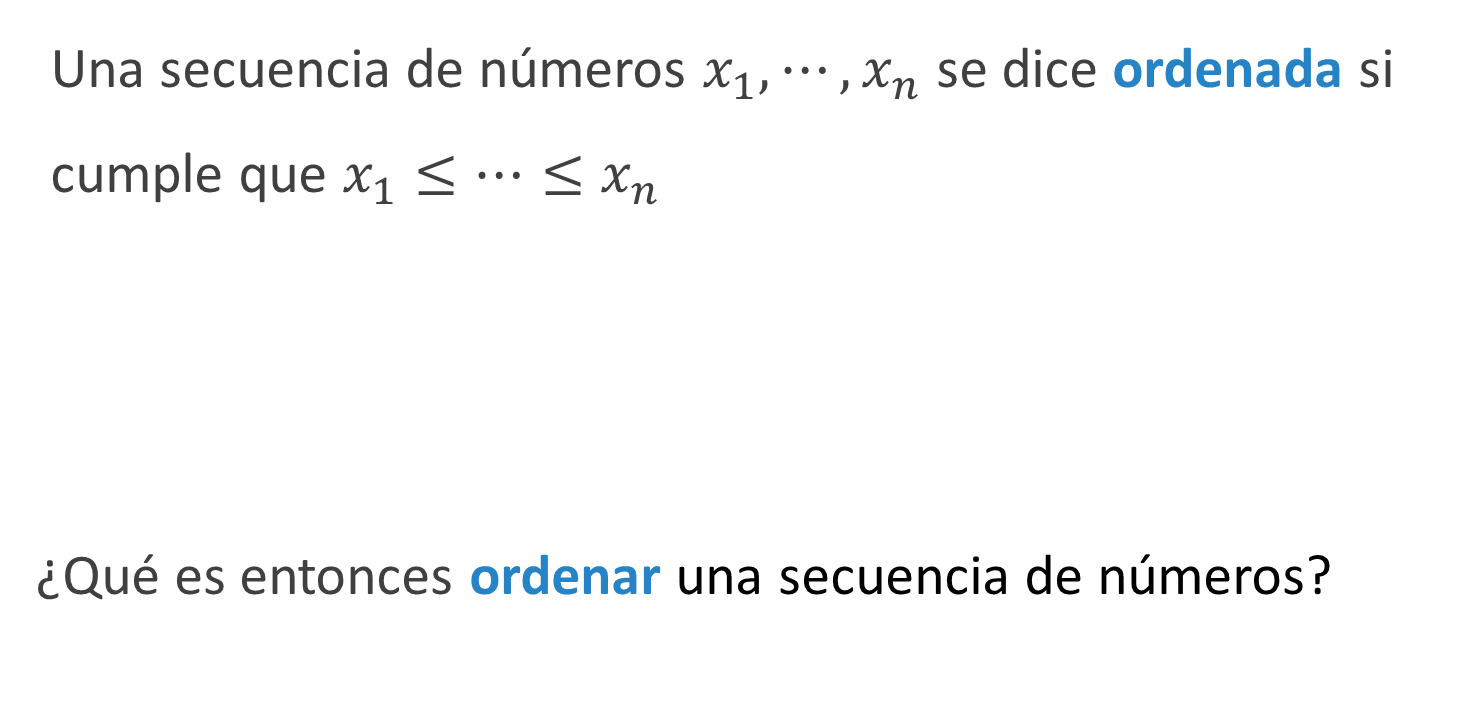 Una secuencia de números 𝑥₁, ⋯ , 𝑥ₙ se dice ordenada si
cumple que 𝑥₁ ≤ ⋯ ≤ 𝑥ₙ
¿Qué es entonces ordenar una secuencia de números?